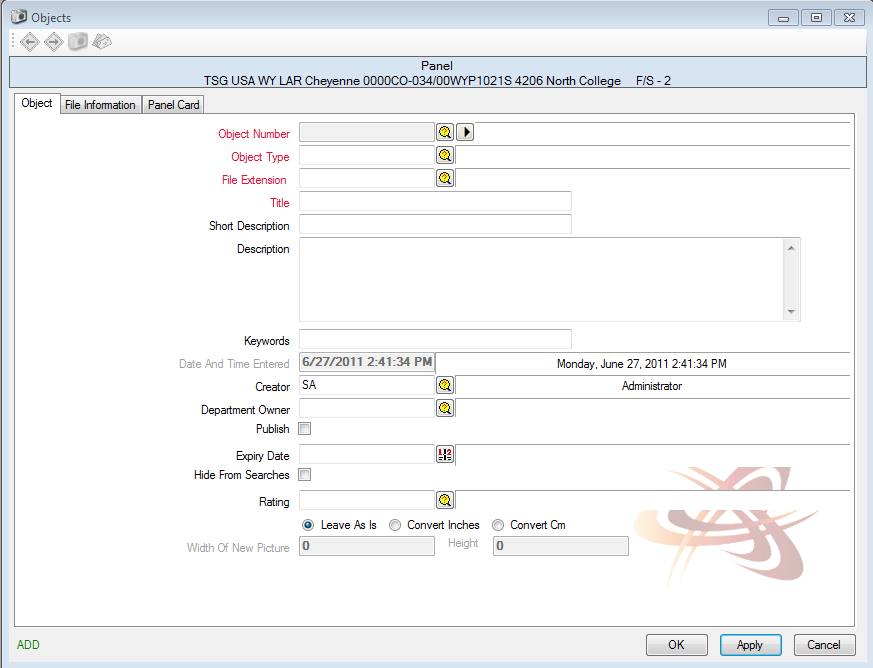 Objects
Panel
TSG USA WY LAR Cheyenne 0000CO-034/00WYP1021S 4206 North College F/S - 2
Object File Information Panel Card
Object Number
Object Type
File Extension
Title
Short Description
Description
Keywords
Date And Time Entered 6/27/2011 2:41:34 PM Monday, June 27, 2011 2:41:34 PM
Creator SA Administrator
Department Owner
Publish
Expiry Date
Hide From Searches
Rating
Leave As Is Convert Inches Convert Cm
Width Of New Picture 0 Height 0
ADD OK Apply Cancel